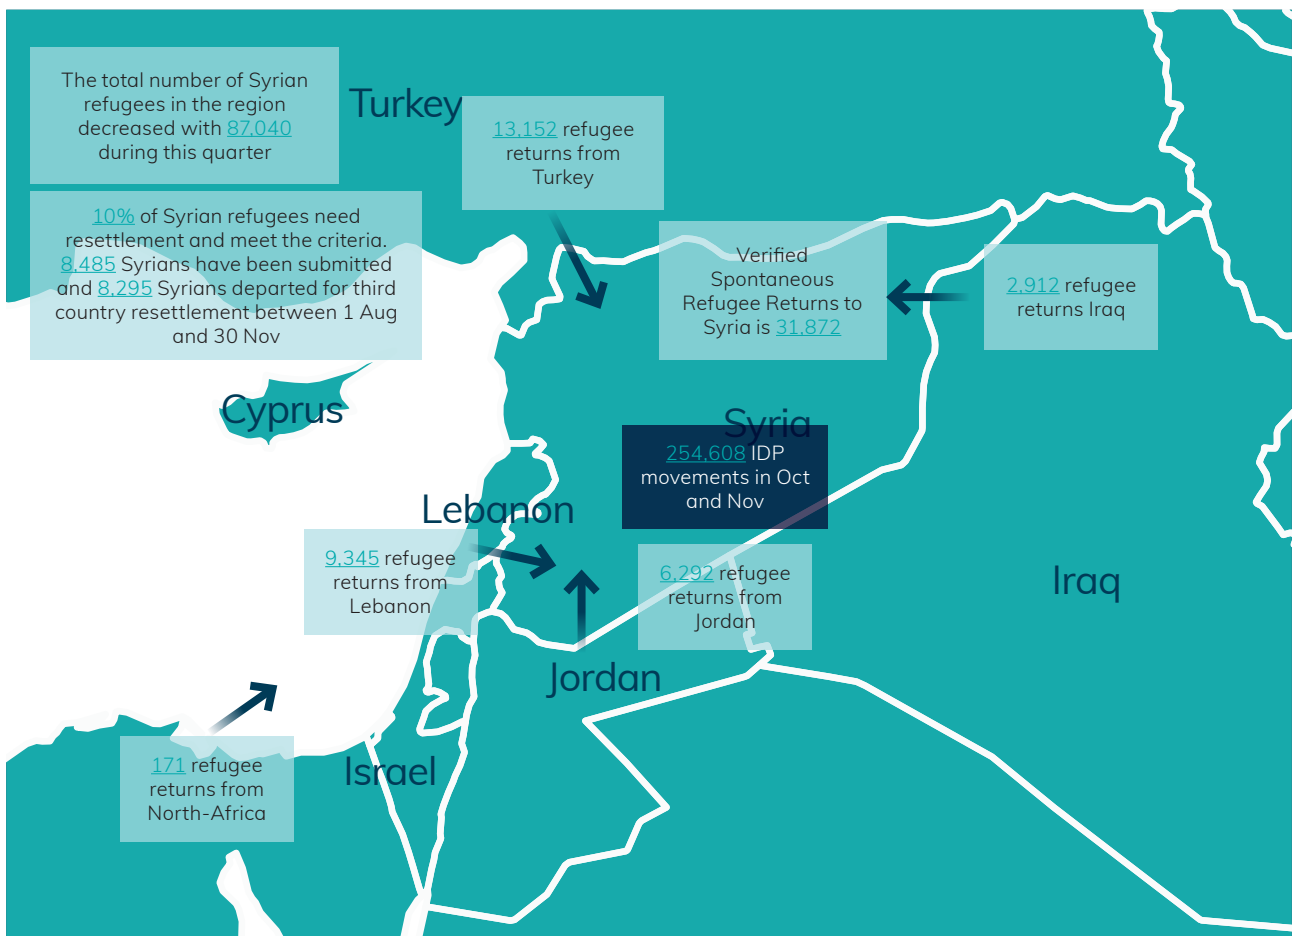 The total number of Syrian
refugees in the region
decreased with 87,040
during this quarter
Turkey
13,152 refugee
returns from
Turkey
10% of Syrian refugees need
resettlement and meet the criteria.
8,485 Syrians have been submitted
and 8,295 Syrians departed for third
country resettlement between 1 Aug
and 30 Nov
Verified
Spontaneous
Refugee Returns to
Syria is 31,872
2,912 refugee
returns Iraq
Cyprus
Syria
254,608 IDP
movements in Oct
and Nov
Lebanon
9,345 refugee
returns from
Lebanon
6,292 refugee
returns from
Jordan
Iraq
Jordan
Israel
171 refugee
returns from
North-Africa